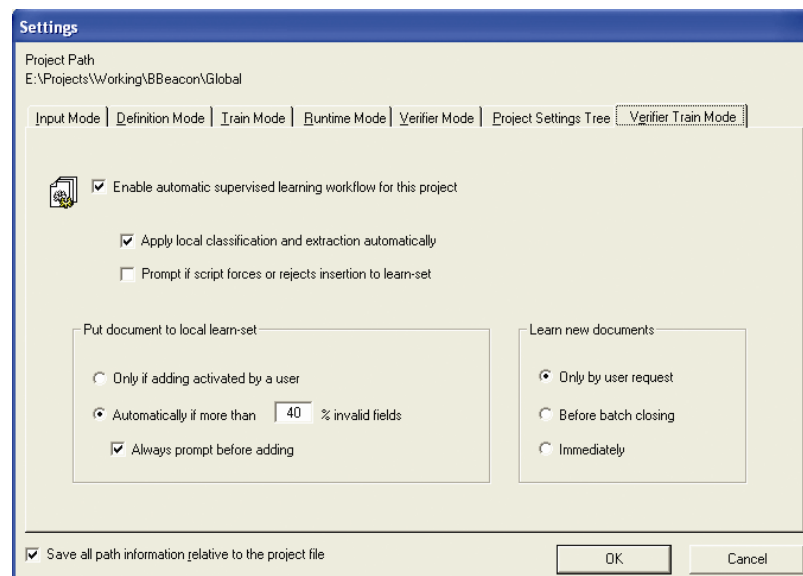 Settings
Project Path
E:\Projects\Working\BBeacon\Global
Input Mode Definition Mode Train Mode Runtime Mode Verifier Mode Project Settings Tree Verifier Train Mode
Enable automatic supervised learning workflow for this project
Apply local classification and extraction automatically
Prompt if script forces or rejects insertion to learn-set
Put document to local learn-set
Only if adding activated by a user
Automatically if more than 40 % invalid fields
Always prompt before adding
Learn new documents
Only by user request
Before batch closing
Immediately
Save all path information relative to the project file
OK Cancel